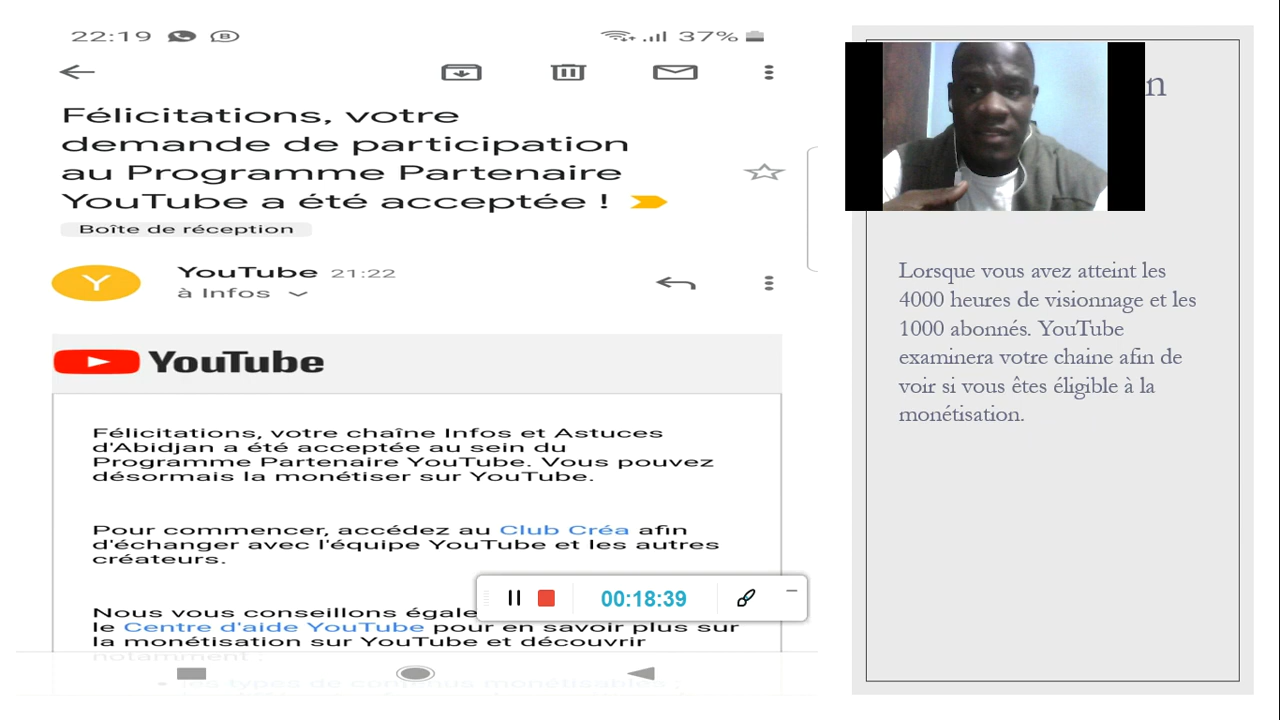 22:19
37%
Félicitations, votre
demande de participation
au Programme Partenaire
YouTube a été acceptée !
Boîte de réception
Y
YouTube 21:22
à Infos
YouTube
Félicitations, votre chaîne Infos et Astuces
d'Abidjan a été acceptée au sein du
Programme Partenaire YouTube. Vous pouvez
désormais la monétiser sur YouTube.
Pour commencer, accédez au Club Créa afin
d'échanger avec l'équipe YouTube et les autres
créateurs.
Nous vous conseillons
le Centre d'aide YouTube pour en savoir plus sur
la monétisation sur YouTube et découvrir
notamment :
00:18:39
n
Lorsque vous avez atteint les
4000 heures de visionnage et les
1000 abonnés. YouTube
examinera votre chaine afin de
voir si vous êtes éligible à la
monétisation.